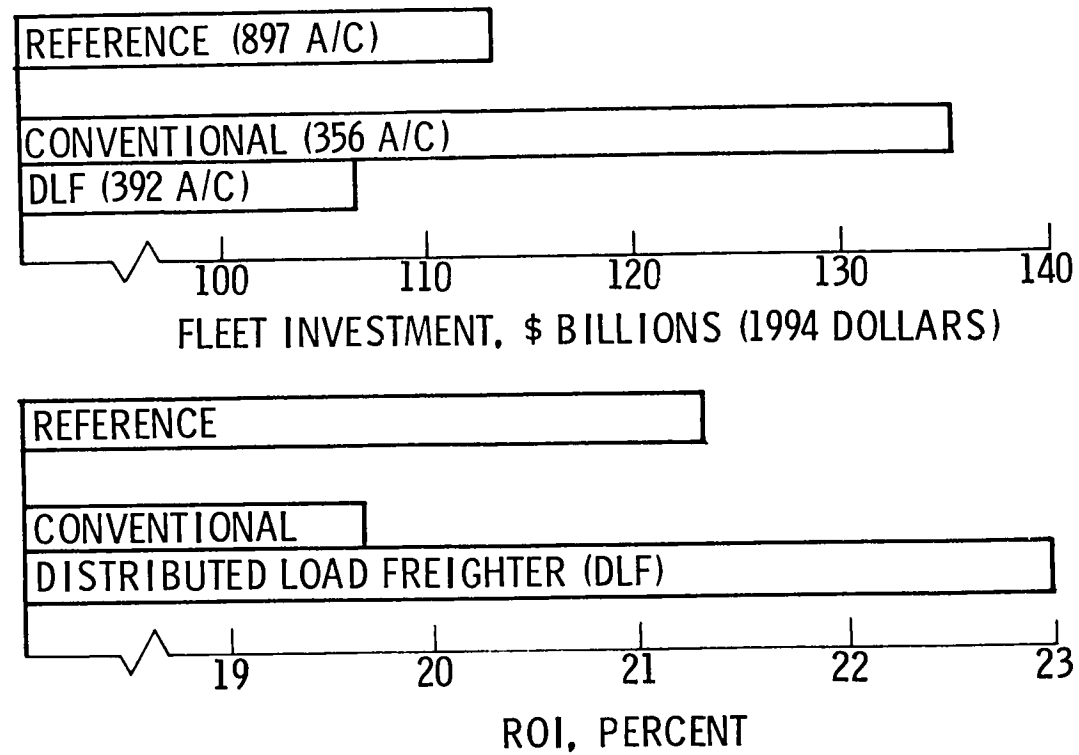 REFERENCE (897 A/C)
CONVENTIONAL (356 A/C)
DLF (392 A/C)
100 110 120 130 140
FLEET INVESTMENT, $ BILLIONS (1994 DOLLARS)
REFERENCE
CONVENTIONAL
DISTRIBUTED LOAD FREIGHTER (DLF)
19 20 21 22 23
ROI, PERCENT